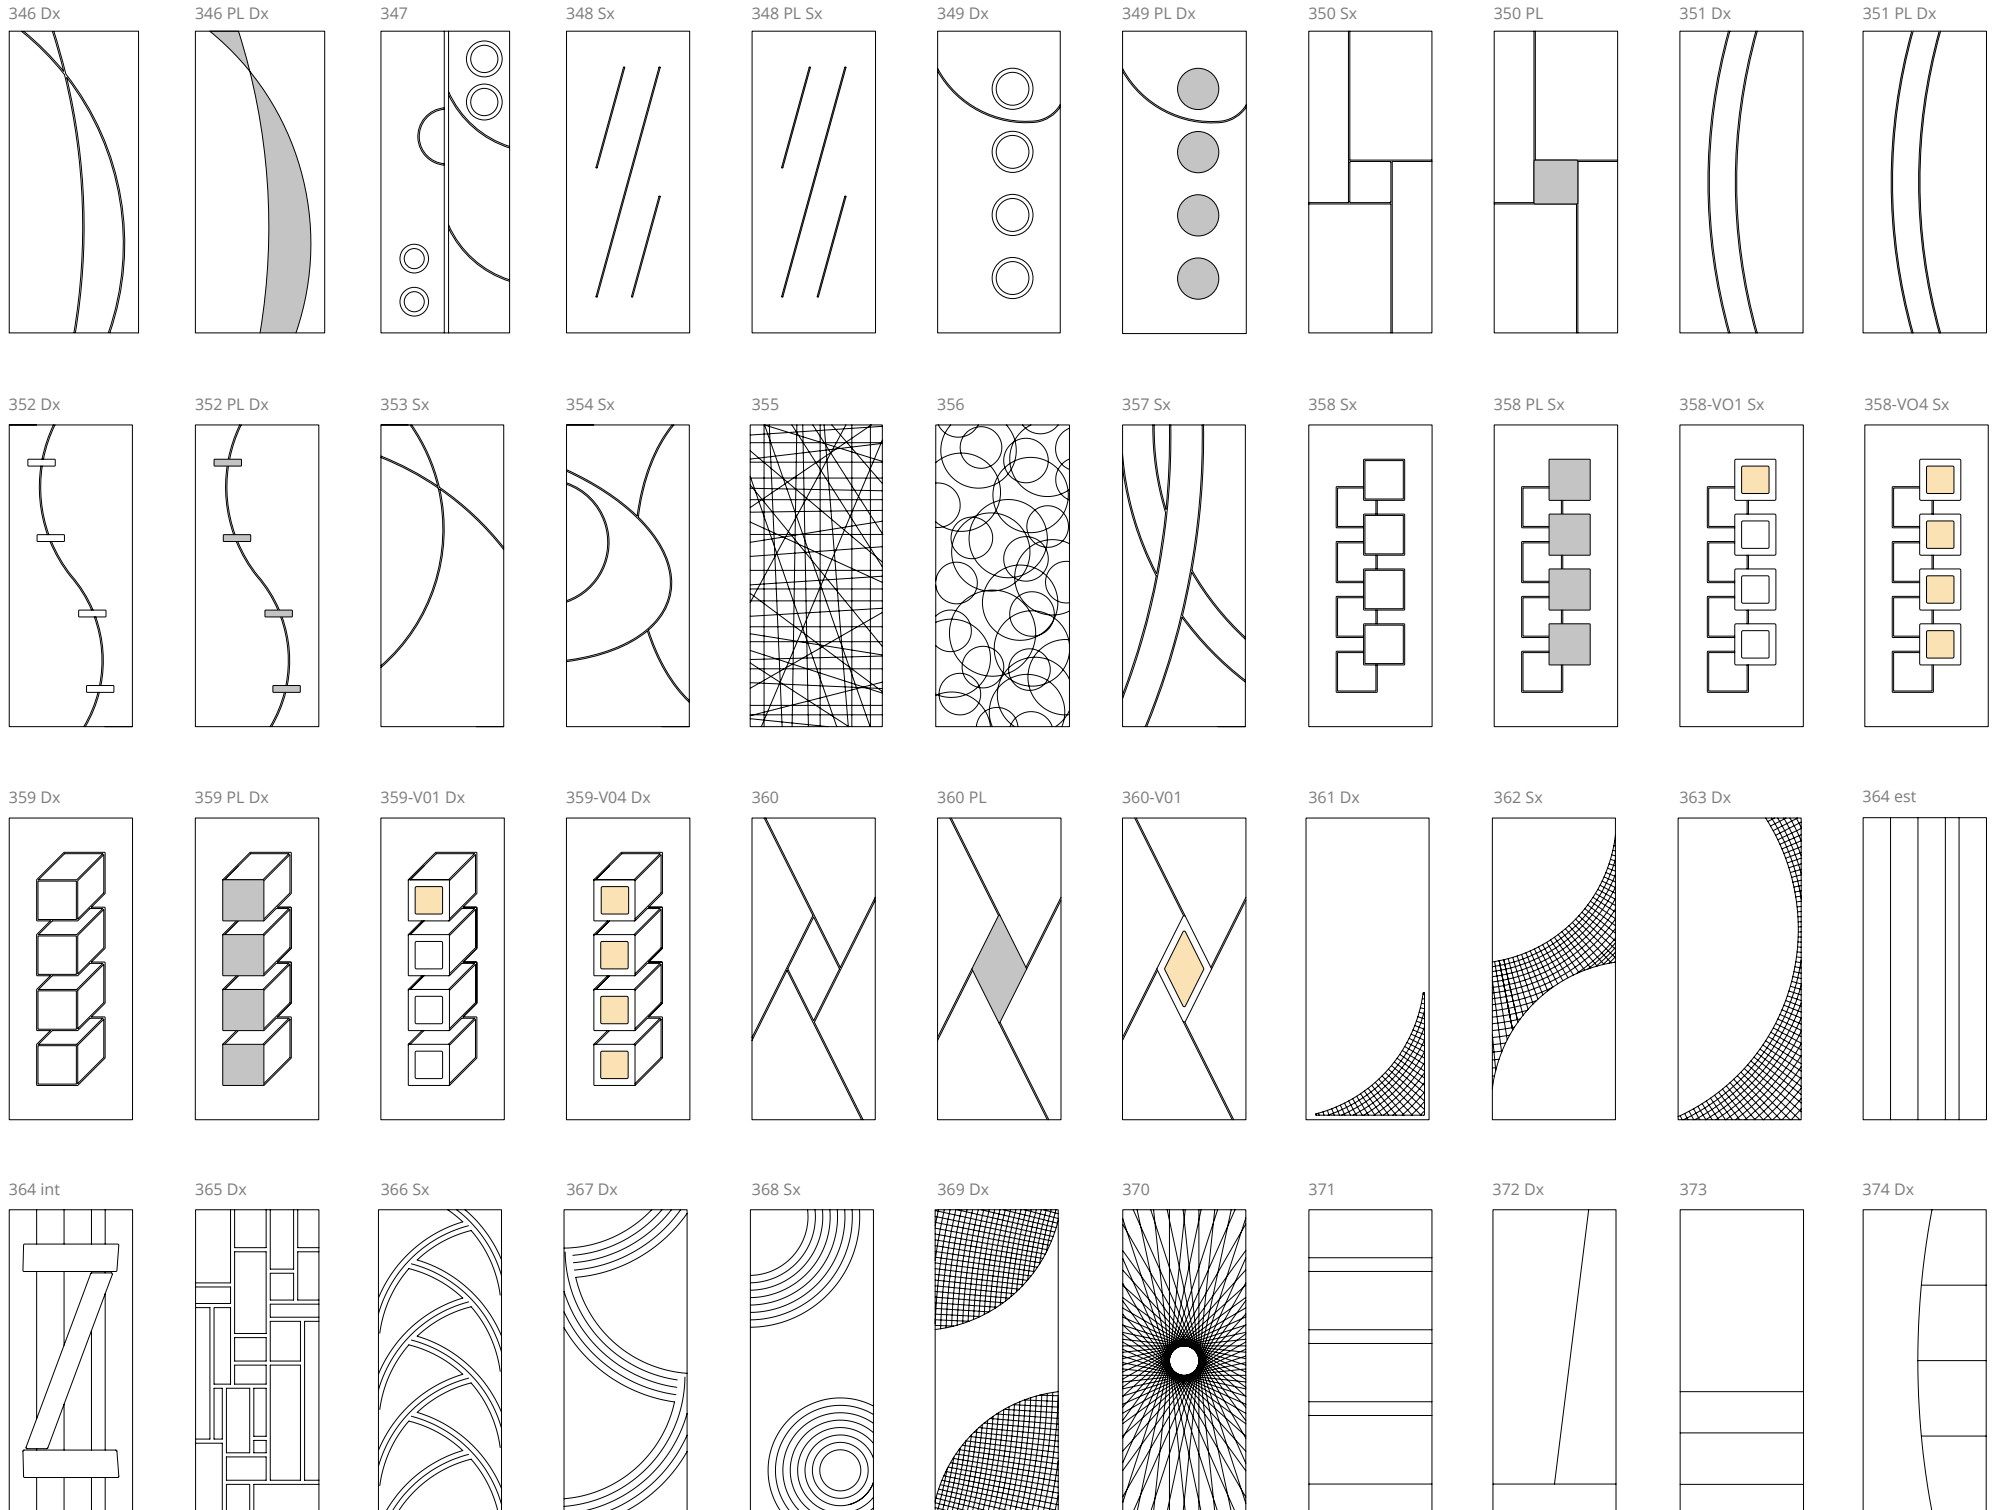 346 Dx
346 PL Dx
347
348 Sx
348 PL Sx
349 Dx
349 PL Dx
350 Sx
350 PL
351 Dx
351 PL Dx
352 Dx
352 PL Dx
353 Sx
354 Sx
355
356
357 Sx
358 Sx
358 PL Sx
358-VO1 Sx
358-VO4 Sx
359 Dx
359 PL Dx
359-V01 Dx
359-V04 Dx
360
360 PL
360-V01
361 Dx
362 Sx
363 Dx
364 est
364 int
365 Dx
366 Sx
367 Dx
368 Sx
369 Dx
370
371
372 Dx
373
374 Dx